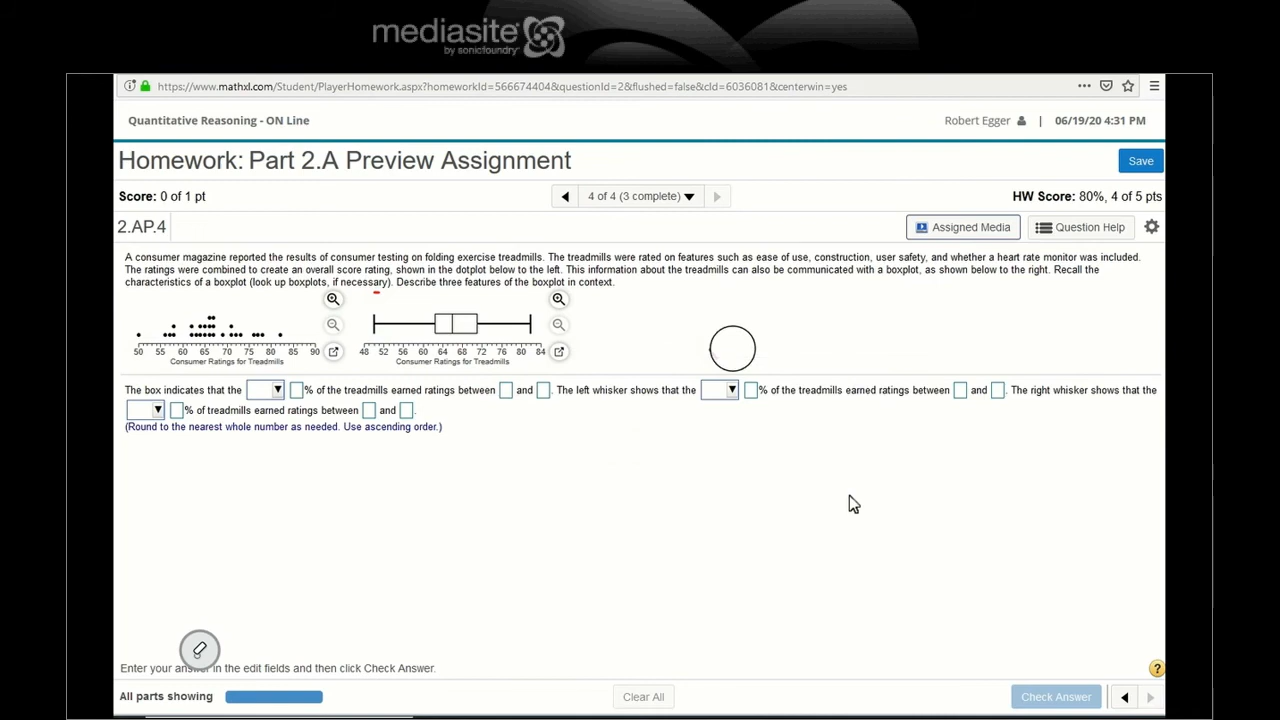 mediasite
by sonicfoundry
https://www.mathxl.com/Student/PlayerHomework.aspx?homeworkId=566674404&questionId=2&flushed=false&cId=6036081&centerwin=yes
Quantitative Reasoning - ON Line
Robert Egger | 06/19/20 4:31 PM
Homework: Part 2.A Preview Assignment
Save
Score: 0 of 1 pt
4 of 4 (3 complete)
HW Score: 80%, 4 of 5 pts
2.AP.4
Assigned Media
Question Help
A consumer magazine reported the results of consumer testing on folding exercise treadmills. The treadmills were rated on features such as ease of use, construction, user safety, and whether a heart rate monitor was included.
The ratings were combined to create an overall score rating, shown in the dotplot below to the left. This information about the treadmills can also be communicated with a boxplot, as shown below to the right. Recall the
characteristics of a boxplot (look up boxplots, if necessary). Describe three features of the boxplot in context.
50 55 60 65 70 75 80 85 90
Consumer Ratings for Treadmills
48 52 56 60 64 68 72 76 80 84
Consumer Ratings for Treadmills
The box indicates that the % of the treadmills earned ratings between and . The left whisker shows that the % of the treadmills earned ratings between and . The right whisker shows that the
% of treadmills earned ratings between and .
(Round to the nearest whole number as needed. Use ascending order.)
Enter your answer in the edit fields and then click Check Answer.
?
All parts showing
Clear All
Check Answer